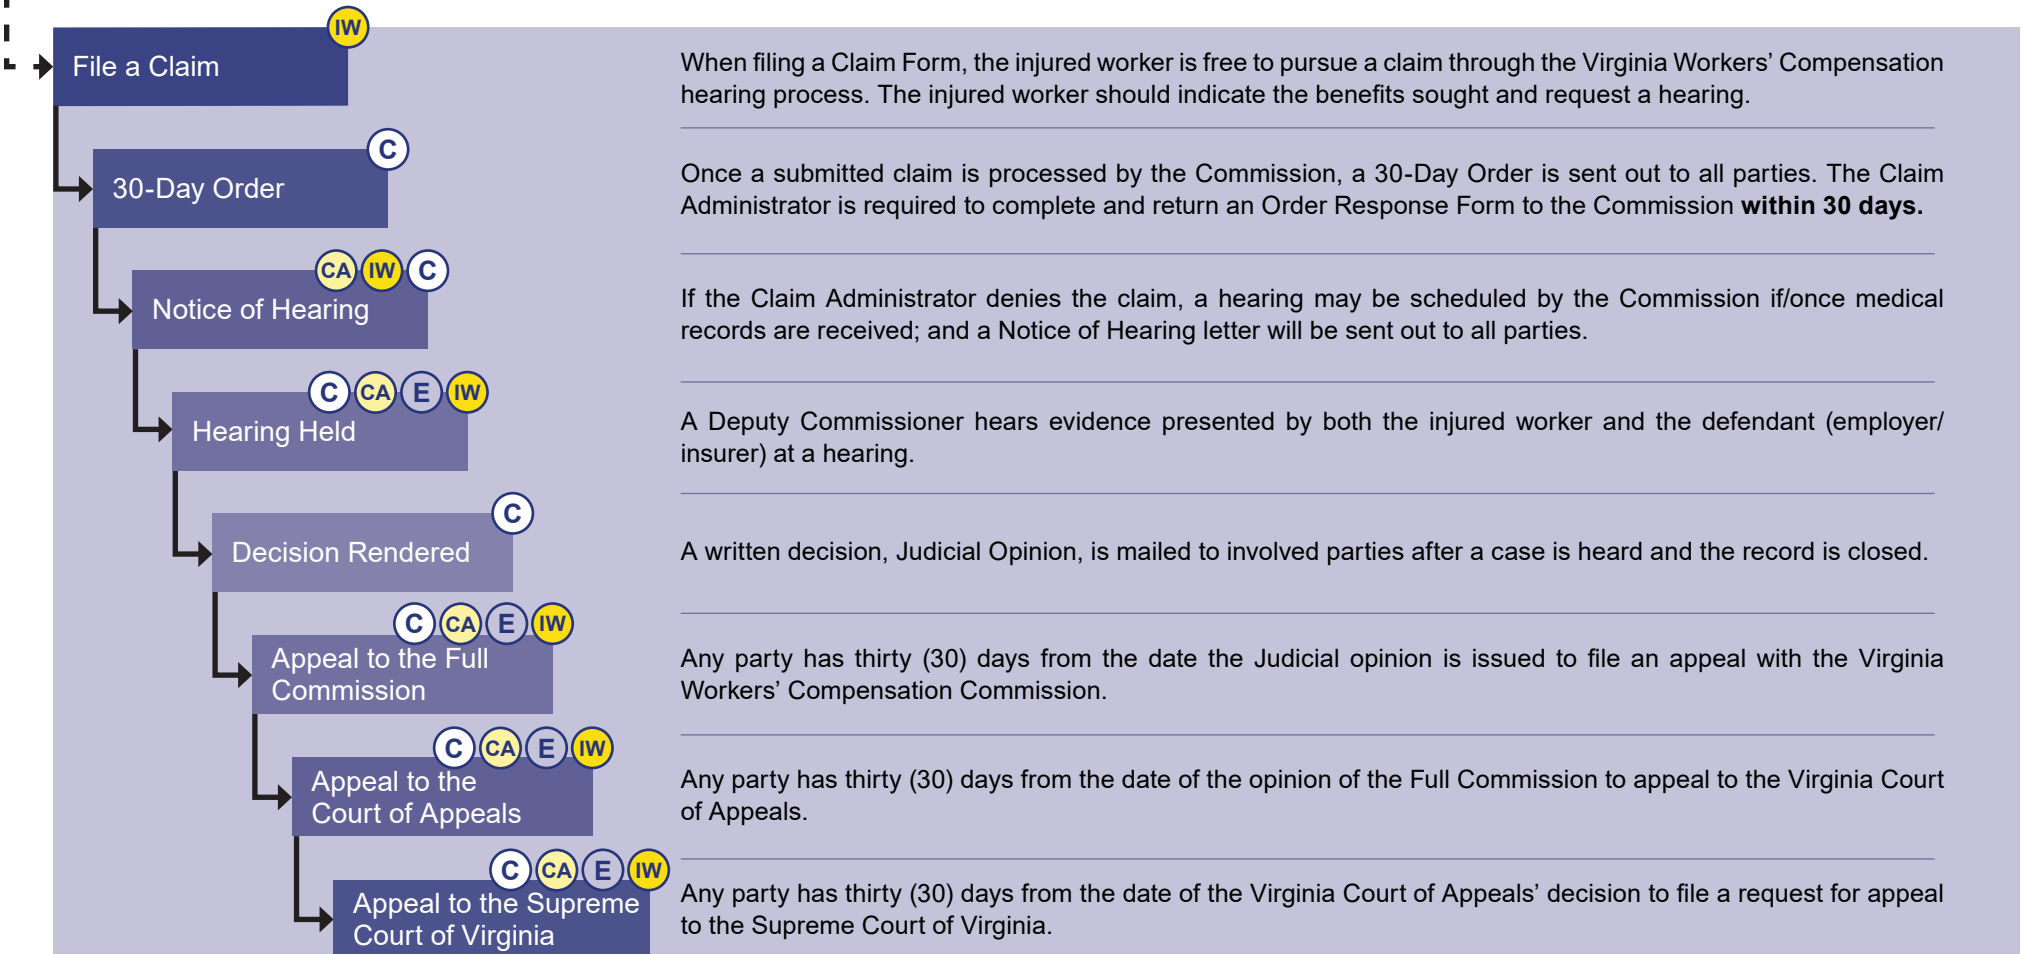 IW
File a Claim
When filing a Claim Form, the injured worker is free to pursue a claim through the Virginia Workers’ Compensation
hearing process. The injured worker should indicate the benefits sought and request a hearing.
C
30-Day Order
Once a submitted claim is processed by the Commission, a 30-Day Order is sent out to all parties. The Claim
Administrator is required to complete and return an Order Response Form to the Commission within 30 days.
CA IW C
Notice of Hearing
If the Claim Administrator denies the claim, a hearing may be scheduled by the Commission if/once medical
records are received; and a Notice of Hearing letter will be sent out to all parties.
C CA E IW
Hearing Held
A Deputy Commissioner hears evidence presented by both the injured worker and the defendant (employer/
insurer) at a hearing.
C
Decision Rendered
A written decision, Judicial Opinion, is mailed to involved parties after a case is heard and the record is closed.
C CA E IW
Appeal to the Full
Commission
Any party has thirty (30) days from the date the Judicial opinion is issued to file an appeal with the Virginia
Workers’ Compensation Commission.
C CA E IW
Appeal to the
Court of Appeals
Any party has thirty (30) days from the date of the opinion of the Full Commission to appeal to the Virginia Court
of Appeals.
C CA E IW
Appeal to the Supreme
Court of Virginia
Any party has thirty (30) days from the date of the Virginia Court of Appeals’ decision to file a request for appeal
to the Supreme Court of Virginia.